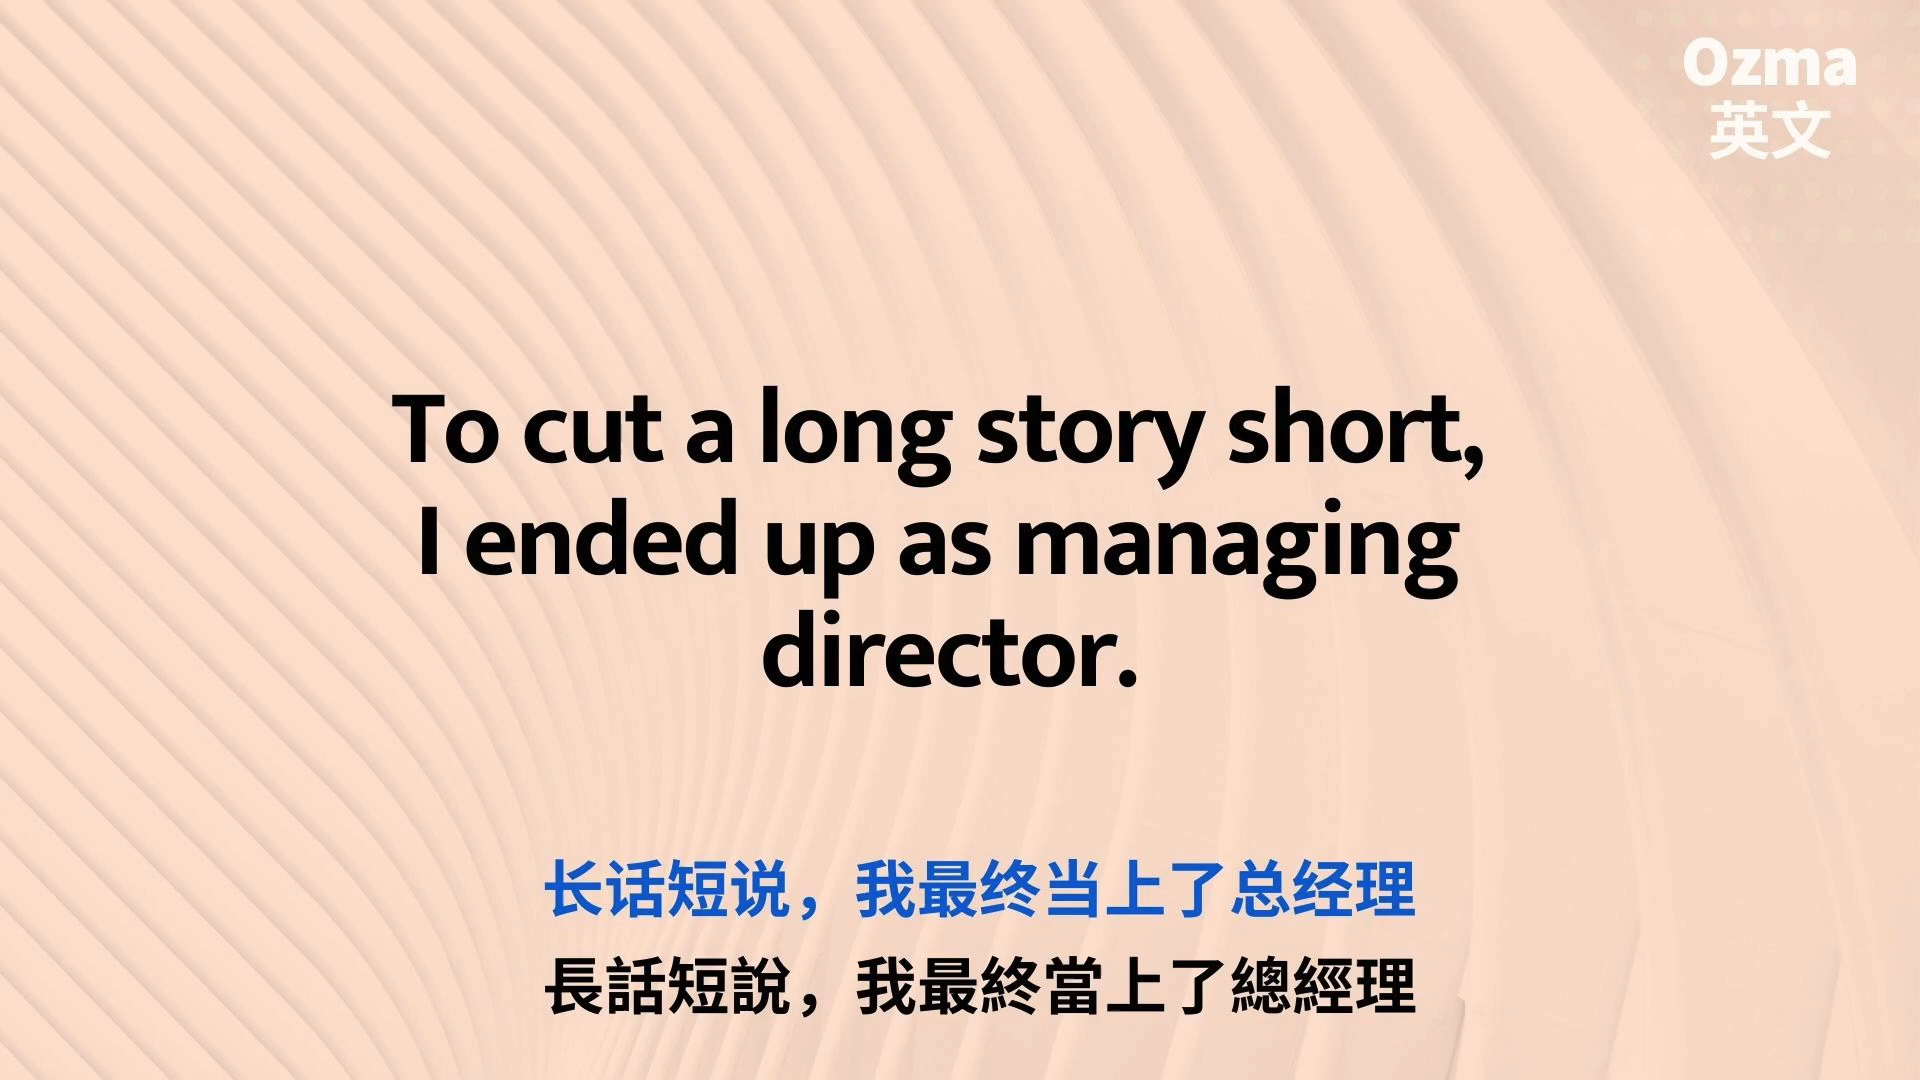 Ozma
英文
To cut a long story short,
I ended up as managing
director.
长话短说，我最终当上了总经理
長話短說，我最終當上了總經理